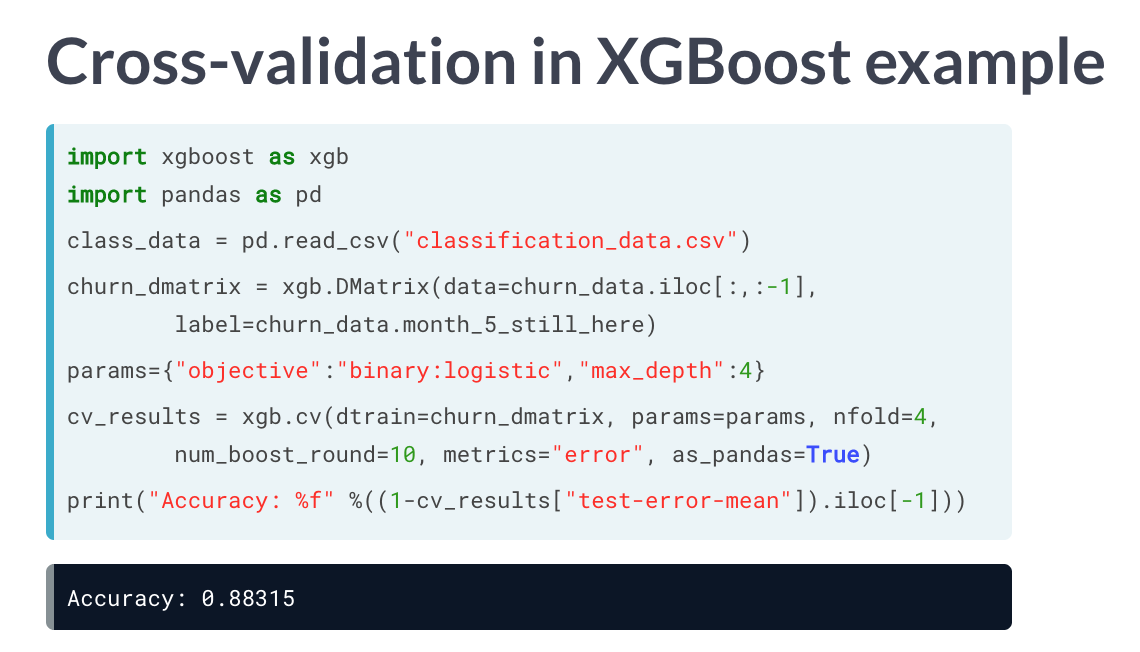 Cross-validation in XGBoost example
import xgboost as xgb
import pandas as pd
class_data = pd.read_csv("classification_data.csv")
churn_dmatrix = xgb.DMatrix(data=churn_data.iloc[:,:-1],
label=churn_data.month_5_still_here)
params={"objective":"binary:logistic","max_depth":4}
cv_results = xgb.cv(dtrain=churn_dmatrix, params=params, nfold=4,
num_boost_round=10, metrics="error", as_pandas=True)
print("Accuracy: %f" %((1-cv_results["test-error-mean"]).iloc[-1]))
Accuracy: 0.88315